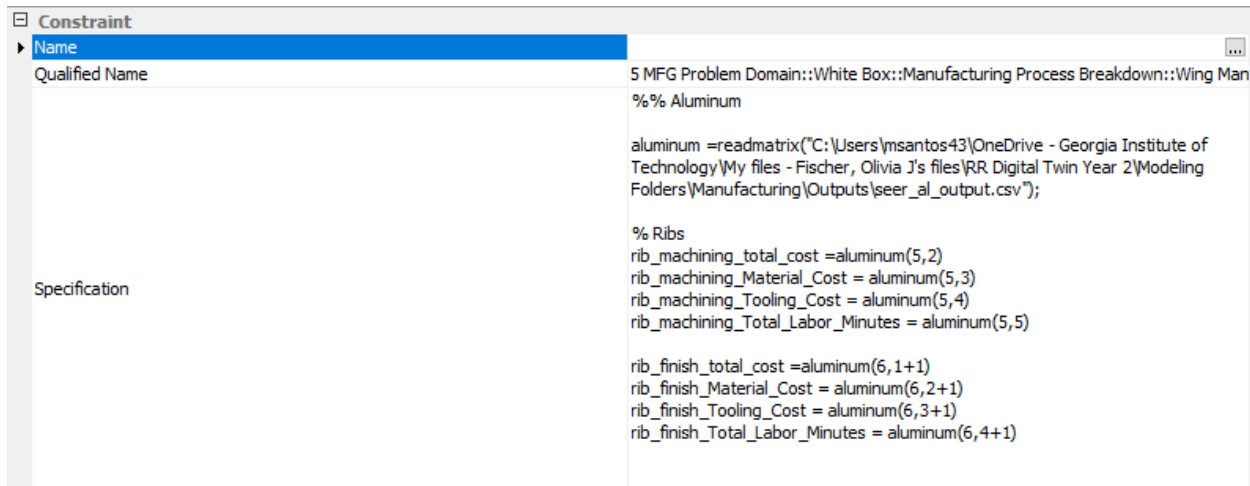 Constraint
Name
...
Qualified Name
5 MFG Problem Domain::White Box::Manufacturing Process Breakdown::Wing Man
Specification
%% Aluminum
aluminum =readmatrix("C:\Users\msantos43\OneDrive - Georgia Institute of
Technology\My files - Fischer, Olivia J's files\RR Digital Twin Year 2\Modeling
Folders\Manufacturing\Outputs\seer_al_output.csv");
% Ribs
rib_machining_total_cost =aluminum(5,2)
rib_machining_Material_Cost = aluminum(5,3)
rib_machining_Tooling_Cost = aluminum(5,4)
rib_machining_Total_Labor_Minutes = aluminum(5,5)
rib_finish_total_cost =aluminum(6,1+1)
rib_finish_Material_Cost = aluminum(6,2+1)
rib_finish_Tooling_Cost = aluminum(6,3+1)
rib_finish_Total_Labor_Minutes = aluminum(6,4+1)